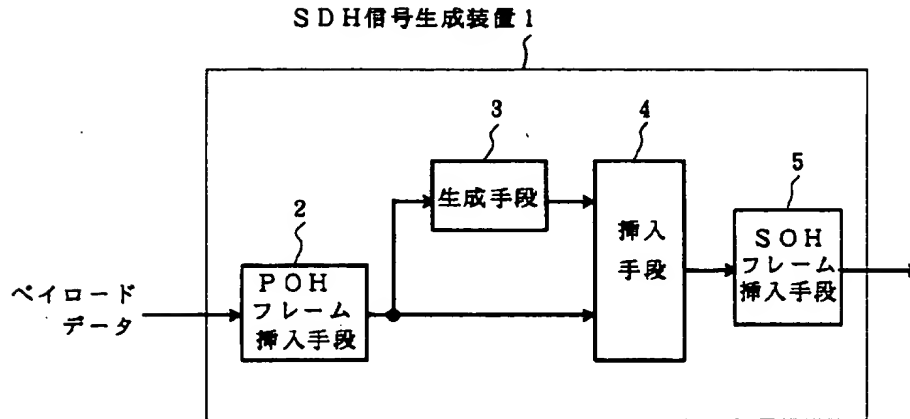 SDH信号生成装置1
3
4
5
2
生成手段
挿入
手段
SOH
フレーム
挿入手段
POH
フレーム
挿入手段
ペイロード
データ